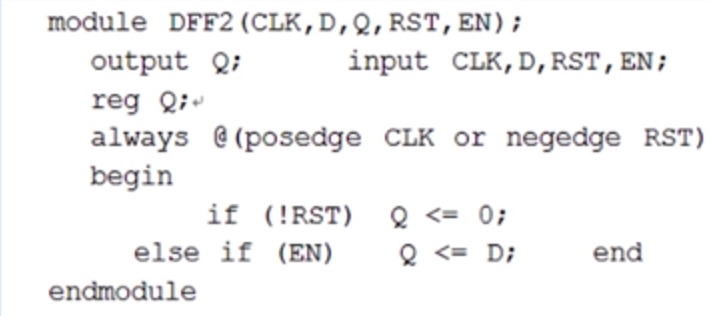 module DFF2(CLK,D,Q,RST,EN);
output Q; input CLK,D,RST,EN;
reg Q;↵
always @(posedge CLK or negedge RST)
begin
if (!RST) Q <= 0;
else if (EN) Q <= D; end
endmodule